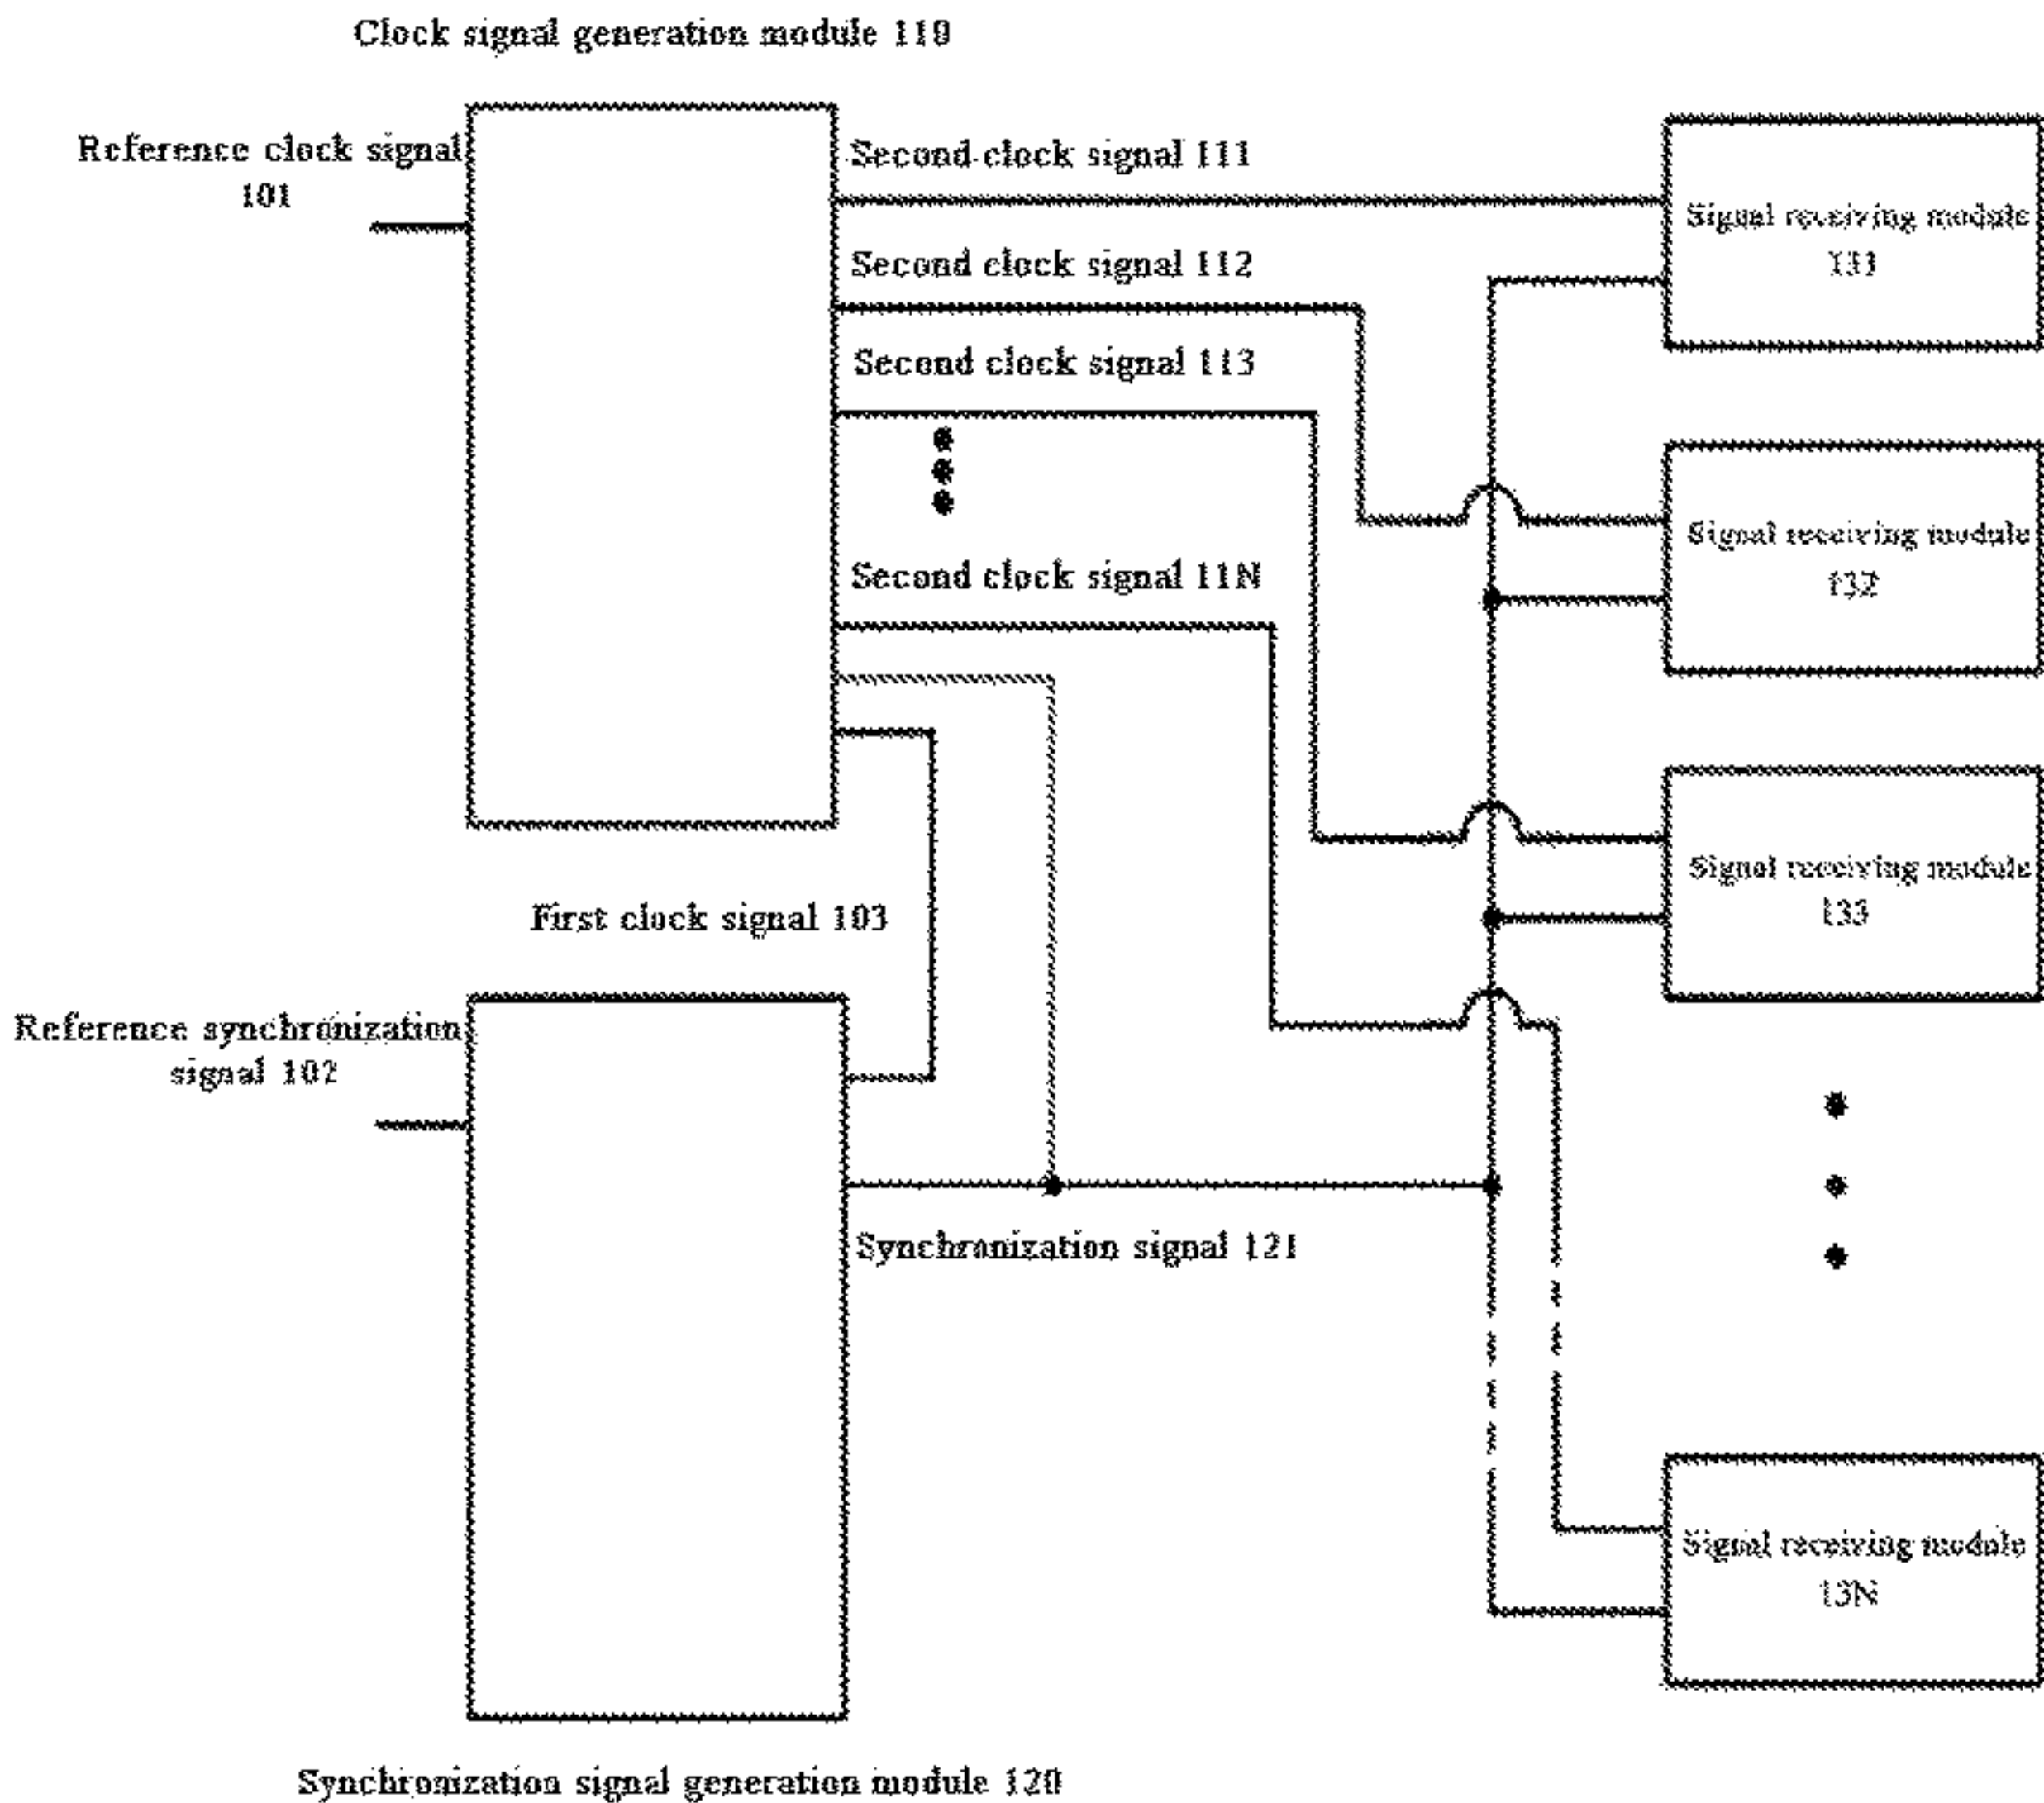 Clock signal generation module 110
Reference clock signal
101
Second clock signal 111
Second clock signal 112
Second clock signal 113
Second clock signal 11N
First clock signal 103
Reference synchronization
signal 102
Synchronization signal 121
Synchronization signal generation module 120
Signal receiving module
131
Signal receiving module
132
Signal receiving module
133
Signal receiving module
13N